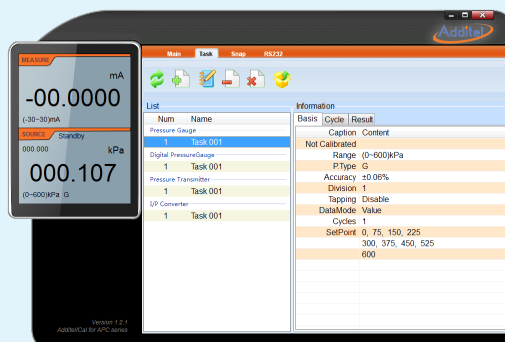 Additel
MEASURE
mA
-00.0000
(-30~30)mA
SOURCE Standby
000.000 kPa
000.107
(0~600)kPa G
Main Task Snap RS232
List
Num Name
Pressure Gauge
1 Task 001
Digital PressureGauge
1 Task 001
Pressure Transmitter
1 Task 001
I/P Converter
1 Task 001
Information
Basis Cycle Result
Caption Content
Not Calibrated
Range (0~600)kPa
P.Type G
Accuracy ±0.06%
Division 1
Tapping Disable
DataMode Value
Cycles 1
SetPoint 0, 75, 150, 225
300, 375, 450, 525
600
Version 1.2.1
Additel/Cal for APC series